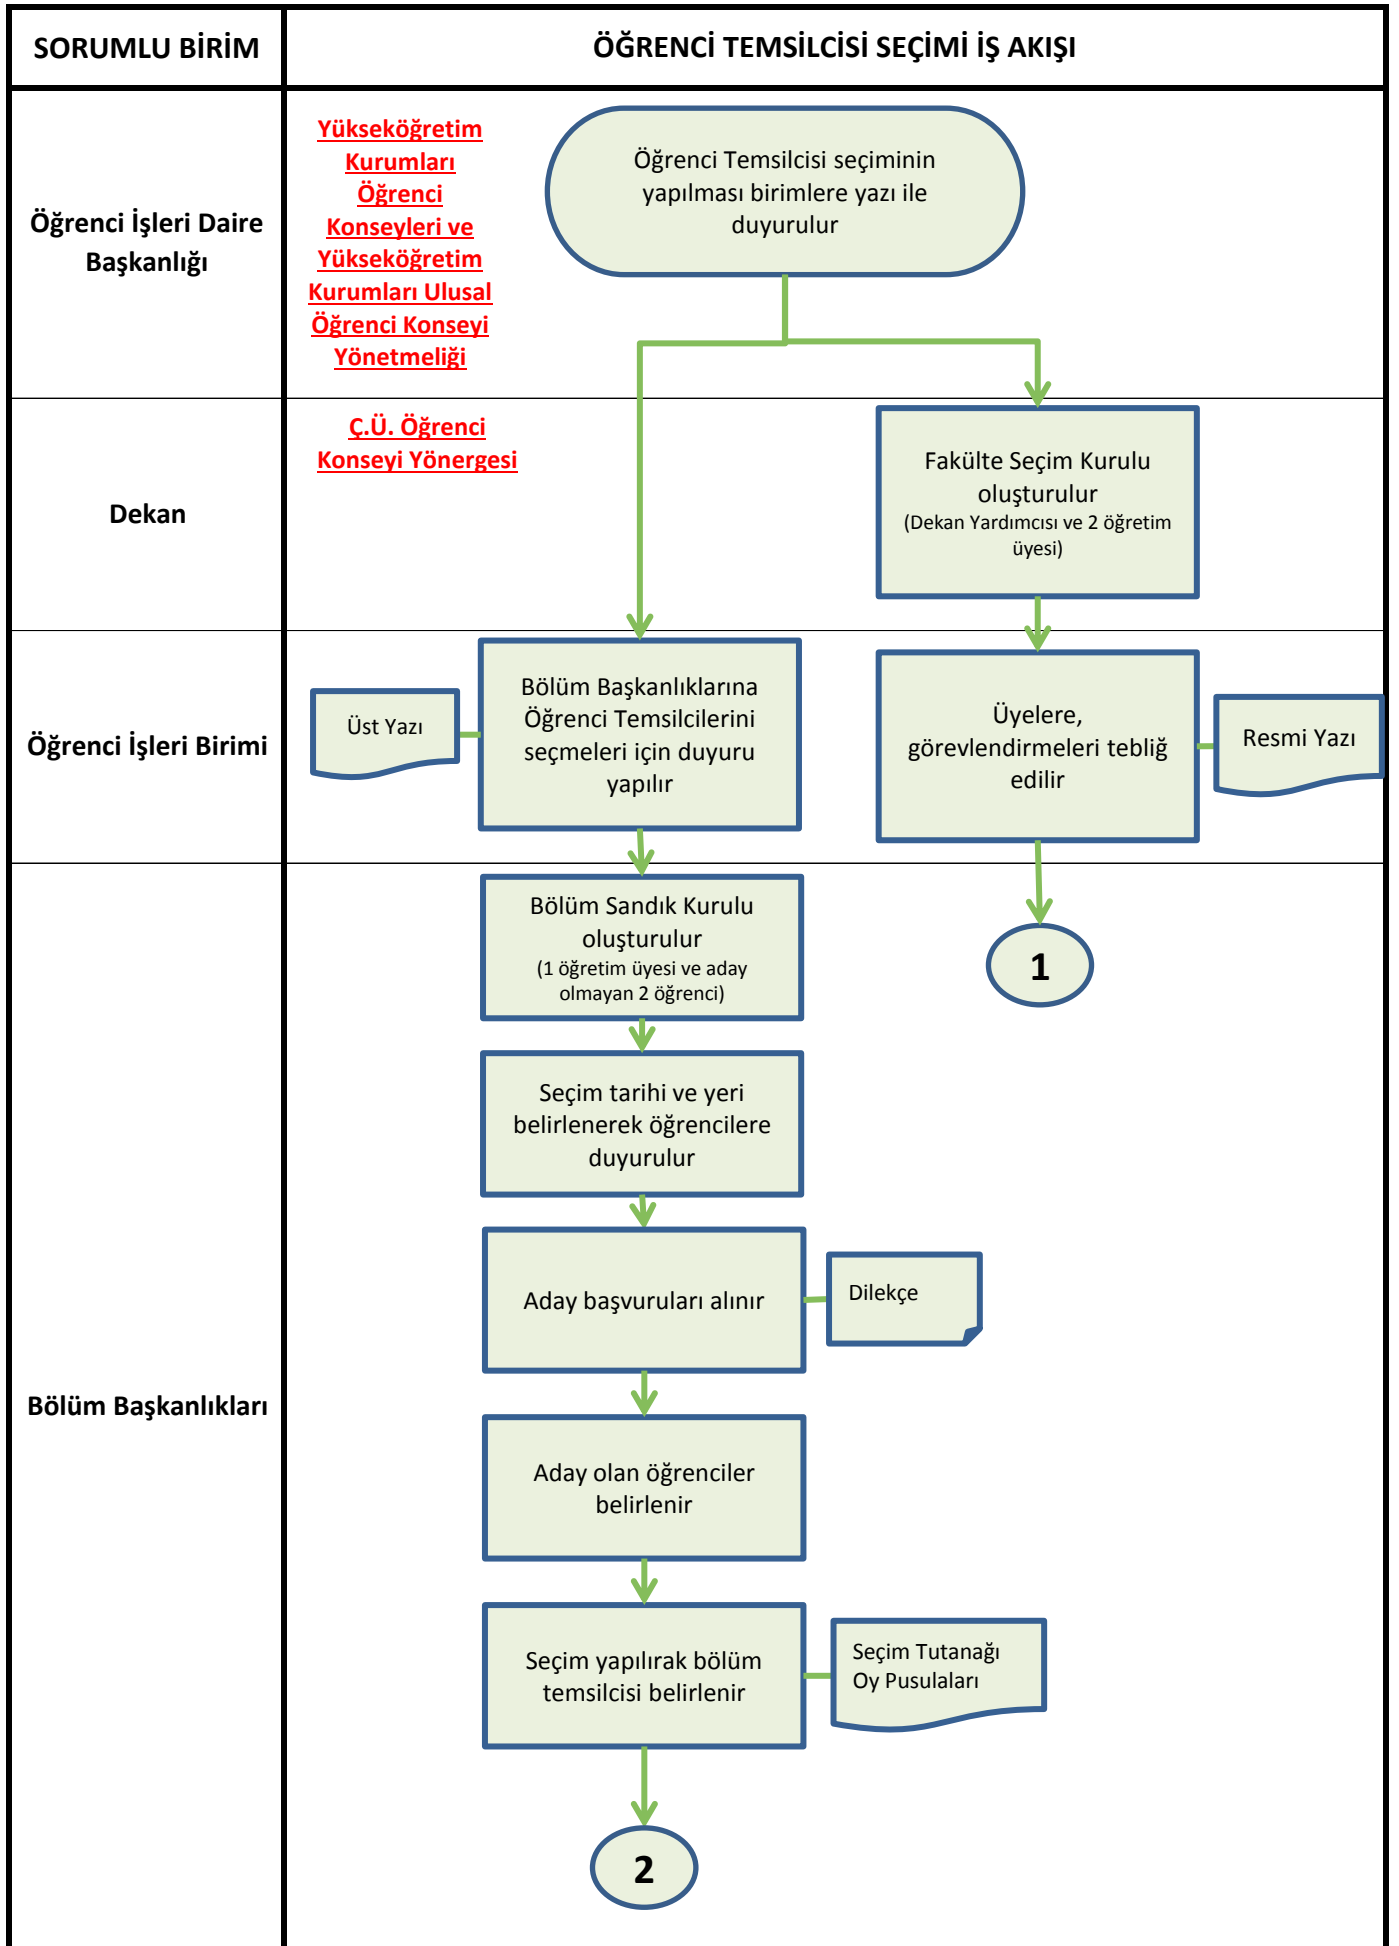 SORUMLU BİRİM
ÖĞRENCİ TEMSİLCİSİ SEÇİMİ İŞ AKIŞI
Öğrenci İşleri Daire
Başkanlığı
Yükseköğretim
Kurumları
Öğrenci
Konseyleri ve
Yükseköğretim
Kurumları Ulusal
Öğrenci Konseyi
Yönetmeliği
Öğrenci Temsilcisi seçiminin
yapılması birimlere yazı ile
duyurulur
Dekan
Ç.Ü. Öğrenci
Konseyi Yönergesi
Fakülte Seçim Kurulu
oluşturulur
(Dekan Yardımcısı ve 2 öğretim
üyesi)
Öğrenci İşleri Birimi
Üst Yazı
Bölüm Başkanlıklarına
Öğrenci Temsilcilerini
seçmeleri için duyuru
yapılır
Üyelere,
görevlendirmeleri tebliğ
edilir
Resmi Yazı
Bölüm Başkanlıkları
Bölüm Sandık Kurulu
oluşturulur
(1 öğretim üyesi ve aday
olmayan 2 öğrenci)
1
Seçim tarihi ve yeri
belirlenerek öğrencilere
duyurulur
Aday başvuruları alınır
Dilekçe
Aday olan öğrenciler
belirlenir
Seçim yapılırak bölüm
temsilcisi belirlenir
Seçim Tutanağı
Oy Pusulaları
2